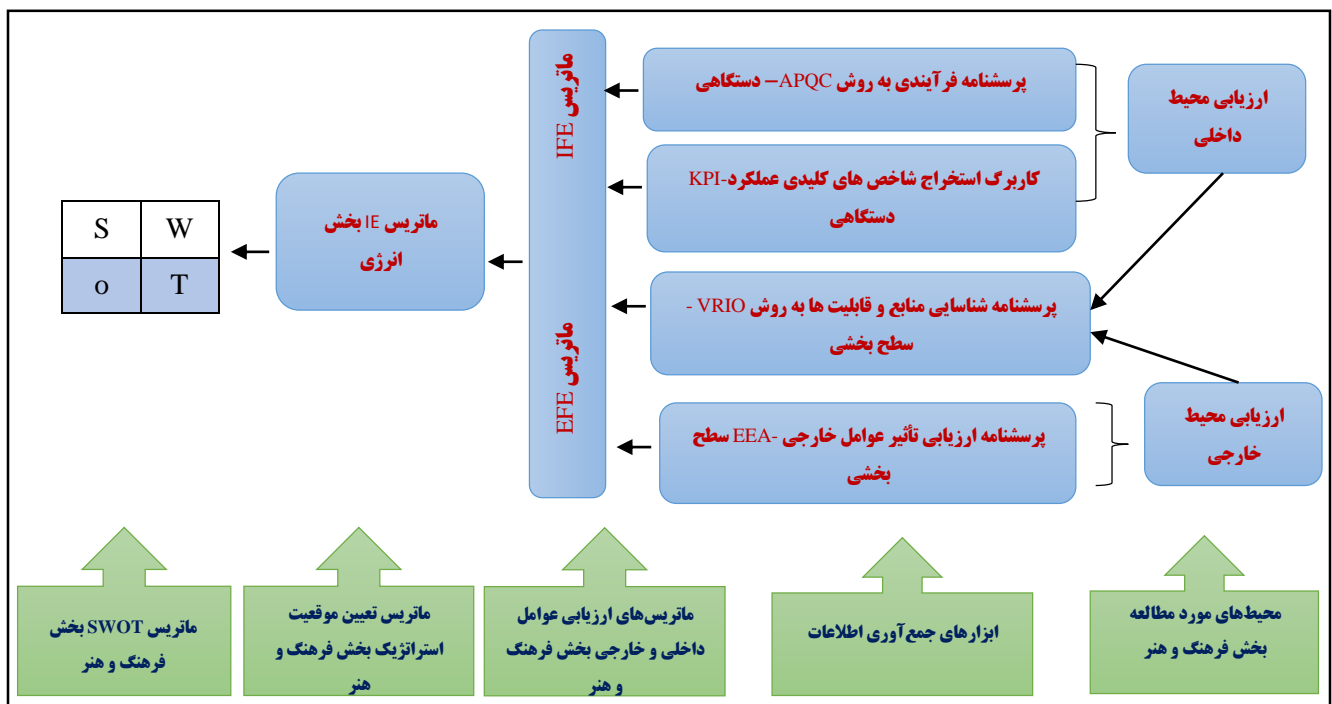 ارزیابی محیط
داخلی
ارزیابی محیط
خارجی
پرسشنامه فرآیندی به روش APQC– دستگاهی
کاربرگ استخراج شاخص های کلیدی عملکرد-KPI
دستگاهی
پرسشنامه شناسایی منابع و قابلیت ها به روش VRIO -
سطح بخشی
پرسشنامه ارزیابی تأثیر عوامل خارجی -EEA سطح
بخشی
ماتریس IFE
ماتریس EFE
ماتریس IE بخش
انرژی
S W
o T
محیط‌های مورد مطالعه
بخش فرهنگ و هنر
ابزارهای جمع‌آوری اطلاعات
ماتریس‌های ارزیابی عوامل
داخلی و خارجی بخش فرهنگ
و هنر
ماتریس تعیین موقعیت
استراتژیک بخش فرهنگ و
هنر
ماتریس SWOT بخش
فرهنگ و هنر